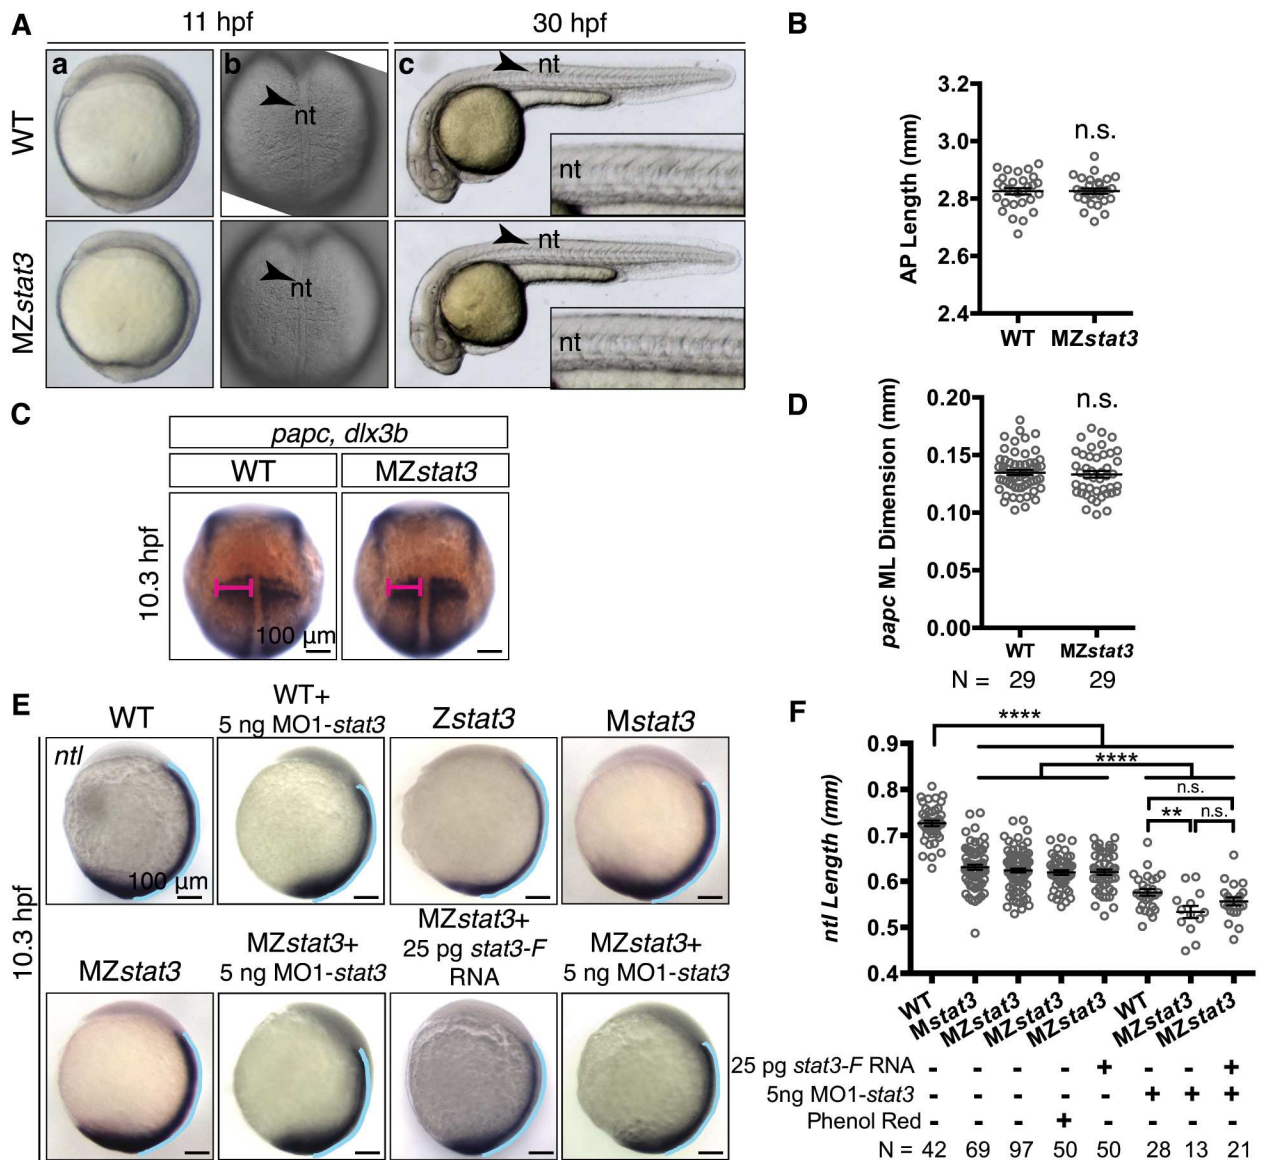 A
11 hpf
30 hpf
WT
a
b
nt
c
nt
nt
MZstat3
nt
nt
nt
B
AP Length (mm)
3.2
3.0
2.8
2.6
2.4
n.s.
WT MZstat3
C
papc, dlx3b
WT MZstat3
10.3 hpf
100 µm
D
papc ML Dimension (mm)
0.20
0.15
0.10
0.05
0.00
n.s.
WT MZstat3
N = 29 29
E
10.3 hpf
WT
WT+
5 ng MO1-stat3
Zstat3
Mstat3
ntl
100 µm
MZstat3
MZstat3+
5 ng MO1-stat3
MZstat3+
25 pg stat3-F
RNA
MZstat3+
5 ng MO1-stat3
F
ntl Length (mm)
0.9
0.8
0.7
0.6
0.5
0.4
****
****
n.s.
** n.s.
WT Mstat3 MZstat3 MZstat3 MZstat3 WT MZstat3 MZstat3
25 pg stat3-F RNA - - - - + - - +
5ng MO1-stat3 - - - - - + + +
Phenol Red - - - + - - - -
N = 42 69 97 50 50 28 13 21